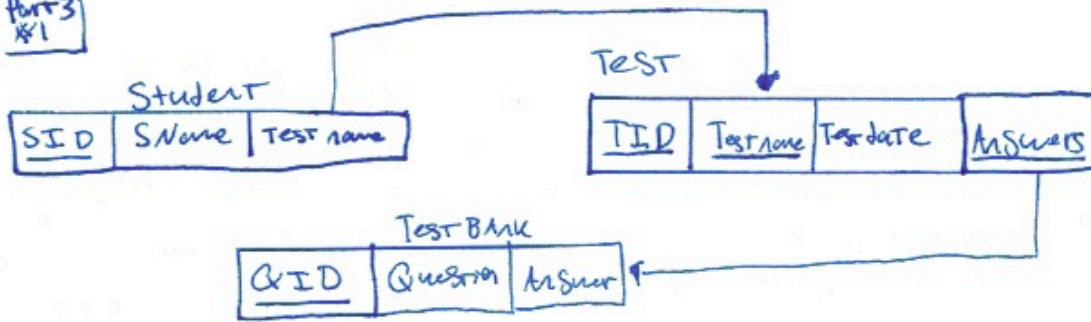 Part 3
#1
Student
SID SName Test name
Test
TID Testname Testdate Answers
Test Bank
QID Question Answer